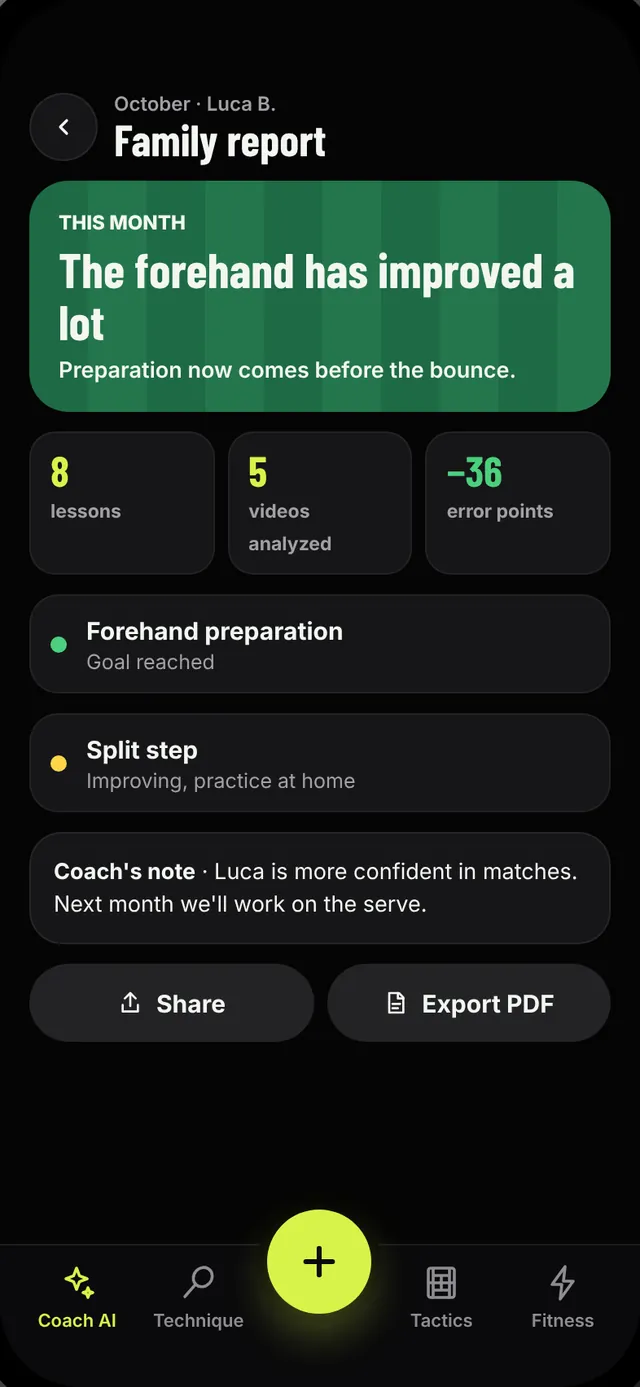 October · Luca B.
Family report
THIS MONTH
The forehand has improved a
lot
Preparation now comes before the bounce.
8
lessons
5
videos
analyzed
−36
error points
Forehand preparation
Goal reached
Split step
Improving, practice at home
Coach's note · Luca is more confident in matches.
Next month we'll work on the serve.
Share
Export PDF
Coach AI
Technique
Tactics
Fitness